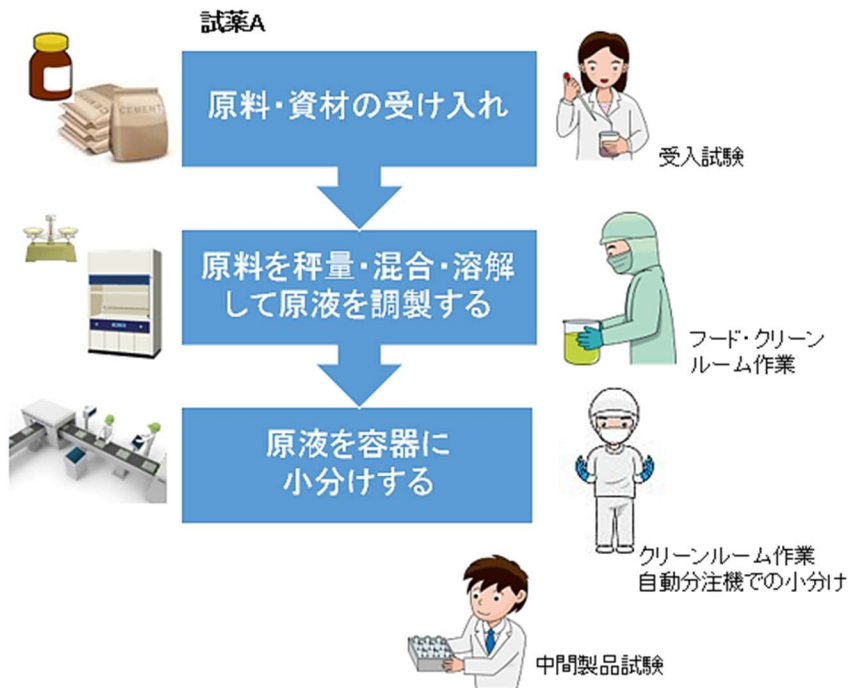 試薬A
CEMENT
CEMENT
原料・資材の受け入れ
受入試験
原料を秤量・混合・溶解
して原液を調製する
フード・クリーン
ルーム作業
原液を容器に
小分けする
クリーンルーム作業
自動分注機での小分け
中間製品試験